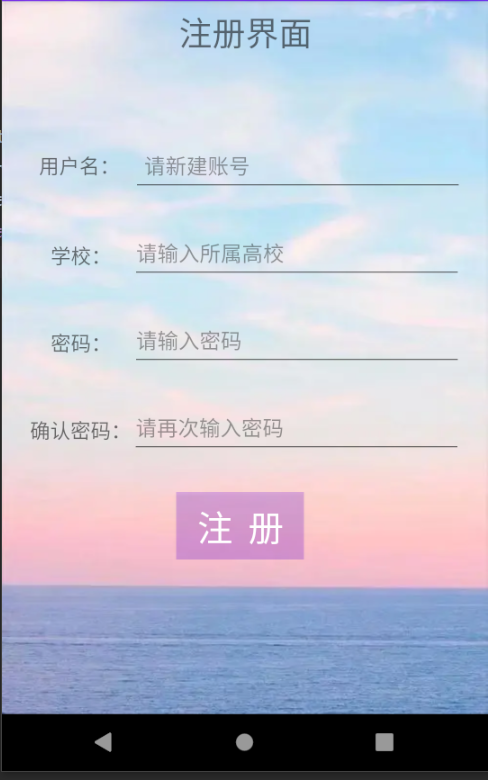 注册界面
用户名： 请新建账号
学校： 请输入所属高校
密码： 请输入密码
确认密码： 请再次输入密码
注 册